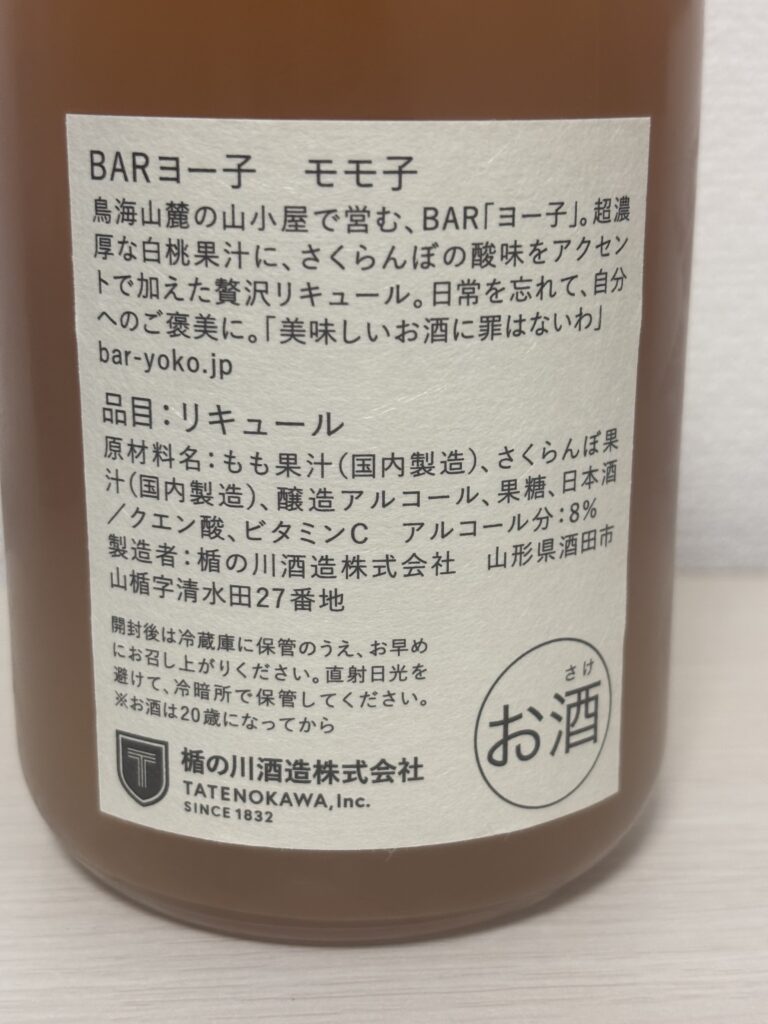 BARヨー子　モモ子
鳥海山麓の山小屋で営む、BAR「ヨー子」。超濃
厚な白桃果汁に、さくらんぼの酸味をアクセン
トで加えた贅沢リキュール。日常を忘れて、自分
へのご褒美に。「美味しいお酒に罪はないわ」
bar-yoko.jp
品目：リキュール
原材料名：もも果汁（国内製造）、さくらんぼ果
汁（国内製造）、醸造アルコール、果糖、日本酒
／クエン酸、ビタミンC　アルコール分：8%
製造者：楯の川酒造株式会社　山形県酒田市
山楯字清水田27番地
開封後は冷蔵庫に保管のうえ、お早め
にお召し上がりください。直射日光を
避けて、冷暗所で保管してください。
※お酒は20歳になってから
さけ
お酒
T
楯の川酒造株式会社
TATENOKAWA,Inc.
SINCE 1832